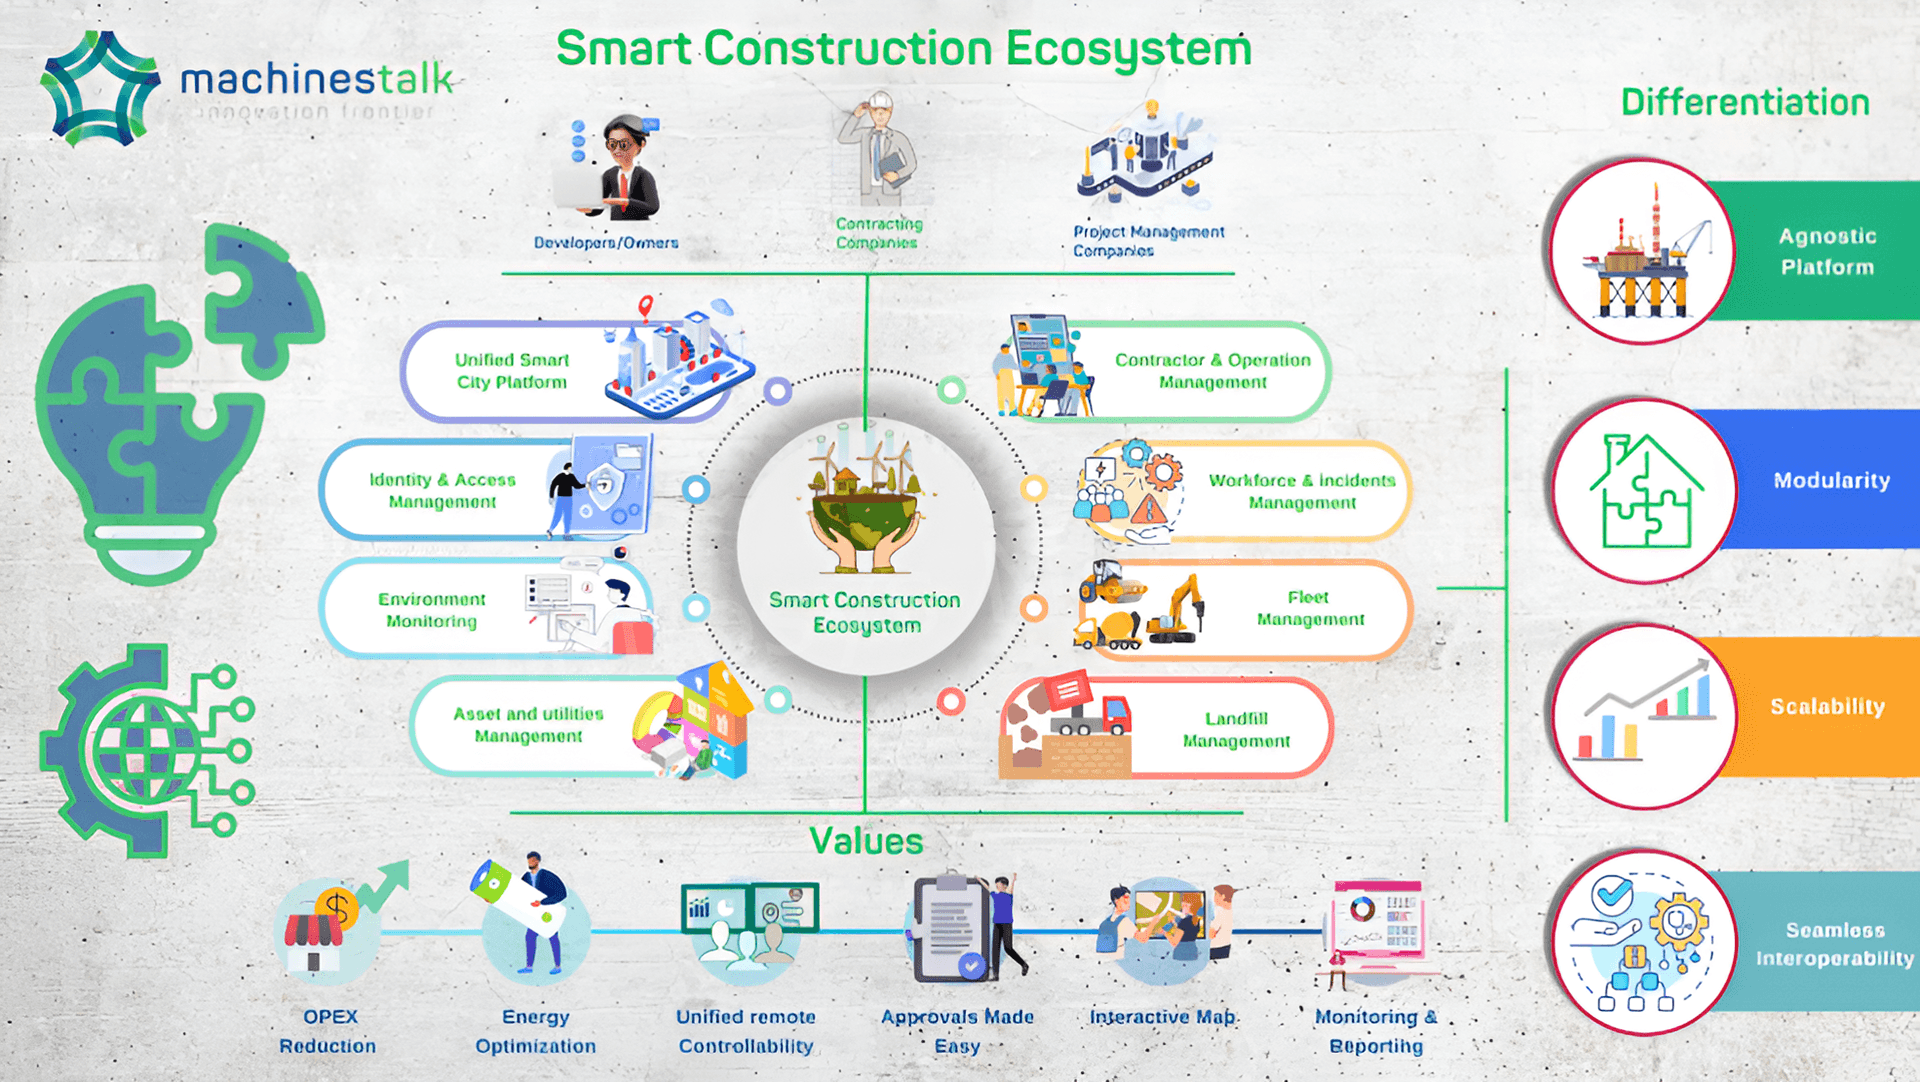 machinestalk
innovation frontier
Smart Construction Ecosystem
Differentiation
Developers/Owners
Contracting
Companies
Project Management
Companies
Unified Smart
City Platform
Identity & Access
Management
Environment
Monitoring
Asset and utilities
Management
Smart Construction
Ecosystem
Contractor & Operation
Management
Workforce & incidents
Management
Fleet
Management
Landfill
Management
Agnostic
Platform
Modularity
Scalability
Seamless
Interoperability
Values
OPEX
Reduction
Energy
Optimization
Unified remote
Controllability
Approvals Made
Easy
Interactive Map
Monitoring &
Reporting